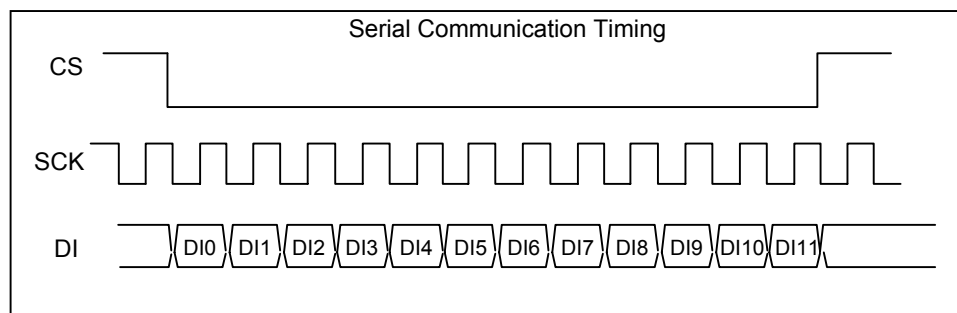 Serial Communication Timing
CS
SCK
DI DI0 DI1 DI2 DI3 DI4 DI5 DI6 DI7 DI8 DI9 DI10 DI11